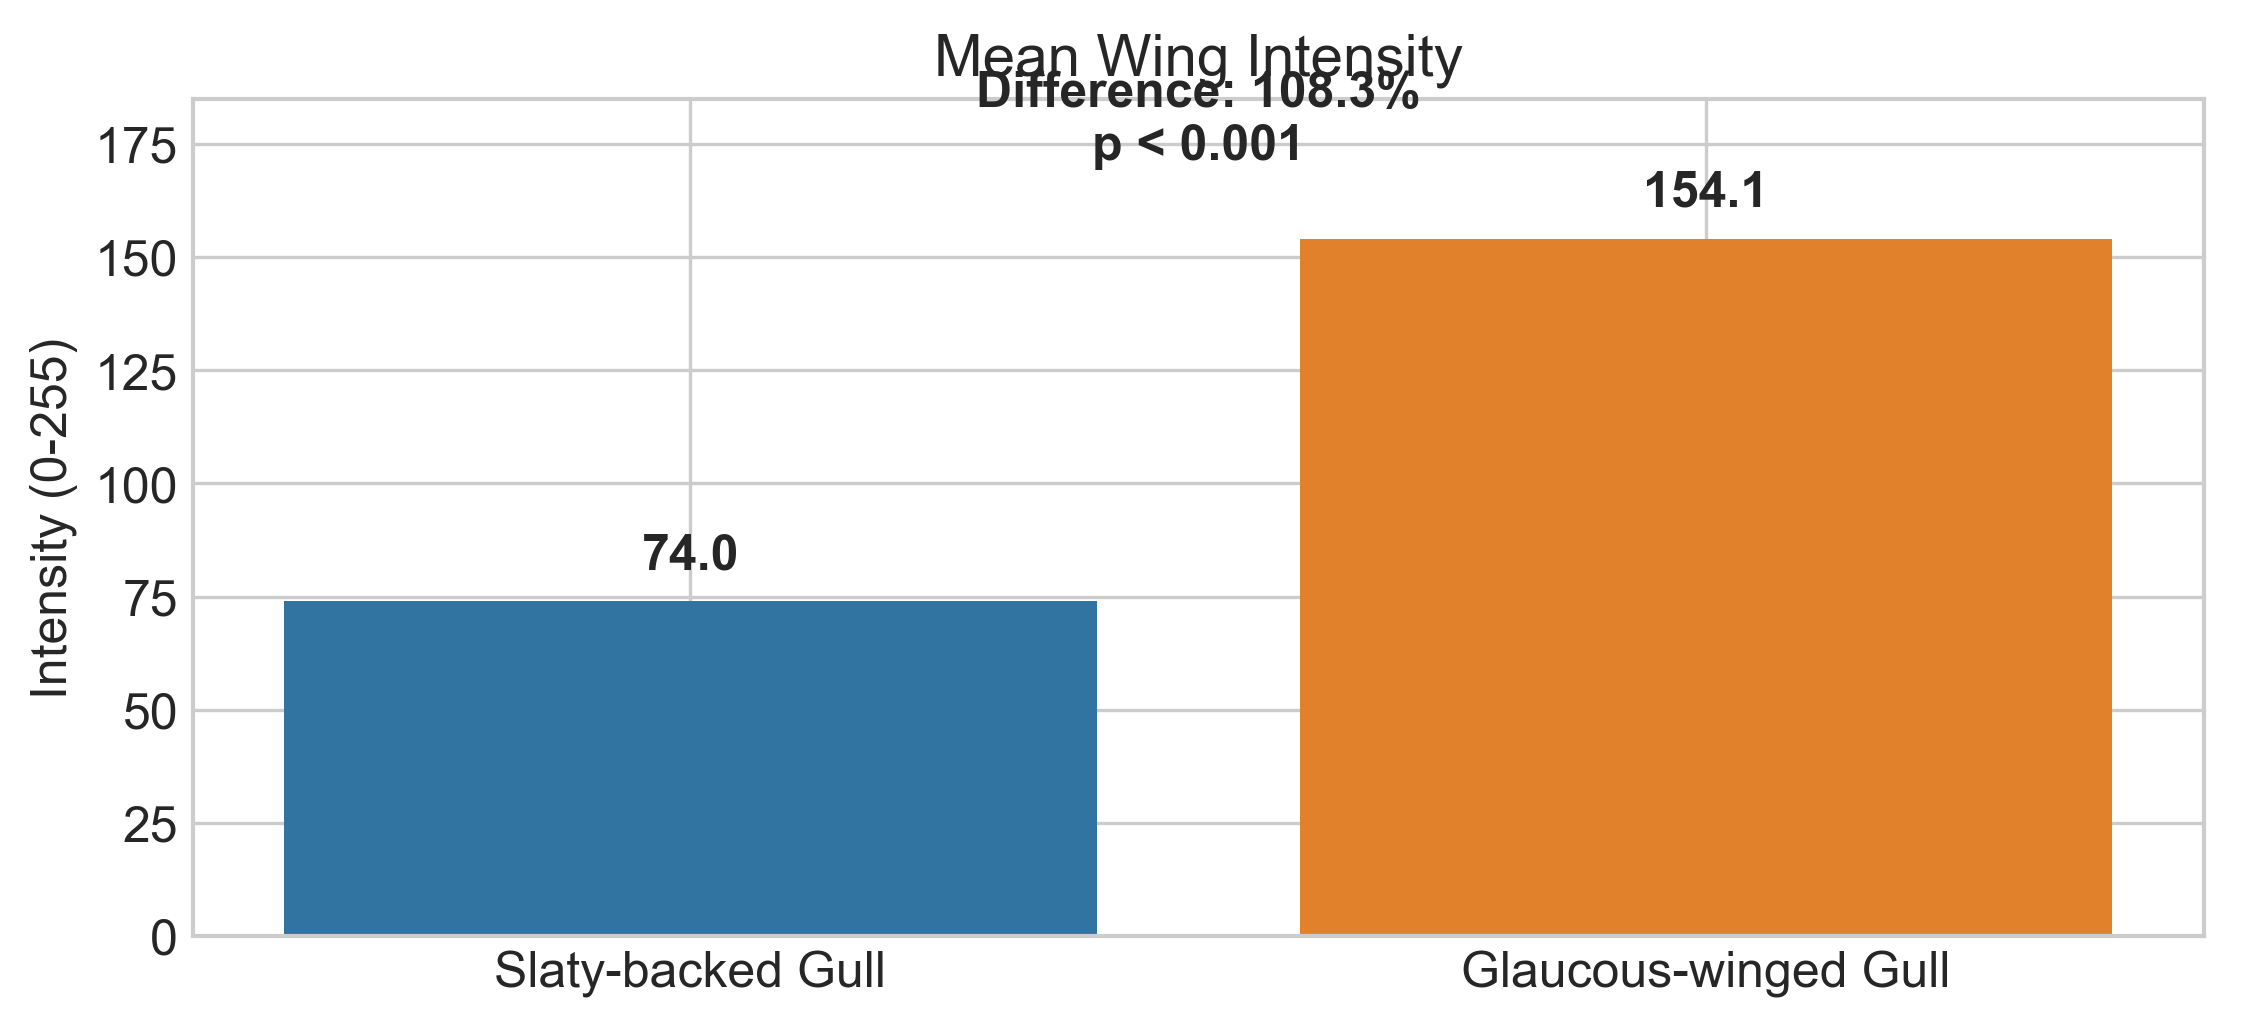 Mean Wing Intensity
Difference: 108.3%
p < 0.001
Intensity (0-255)
175
150
125
100
75
50
25
0
74.0
154.1
Slaty-backed Gull
Glaucous-winged Gull